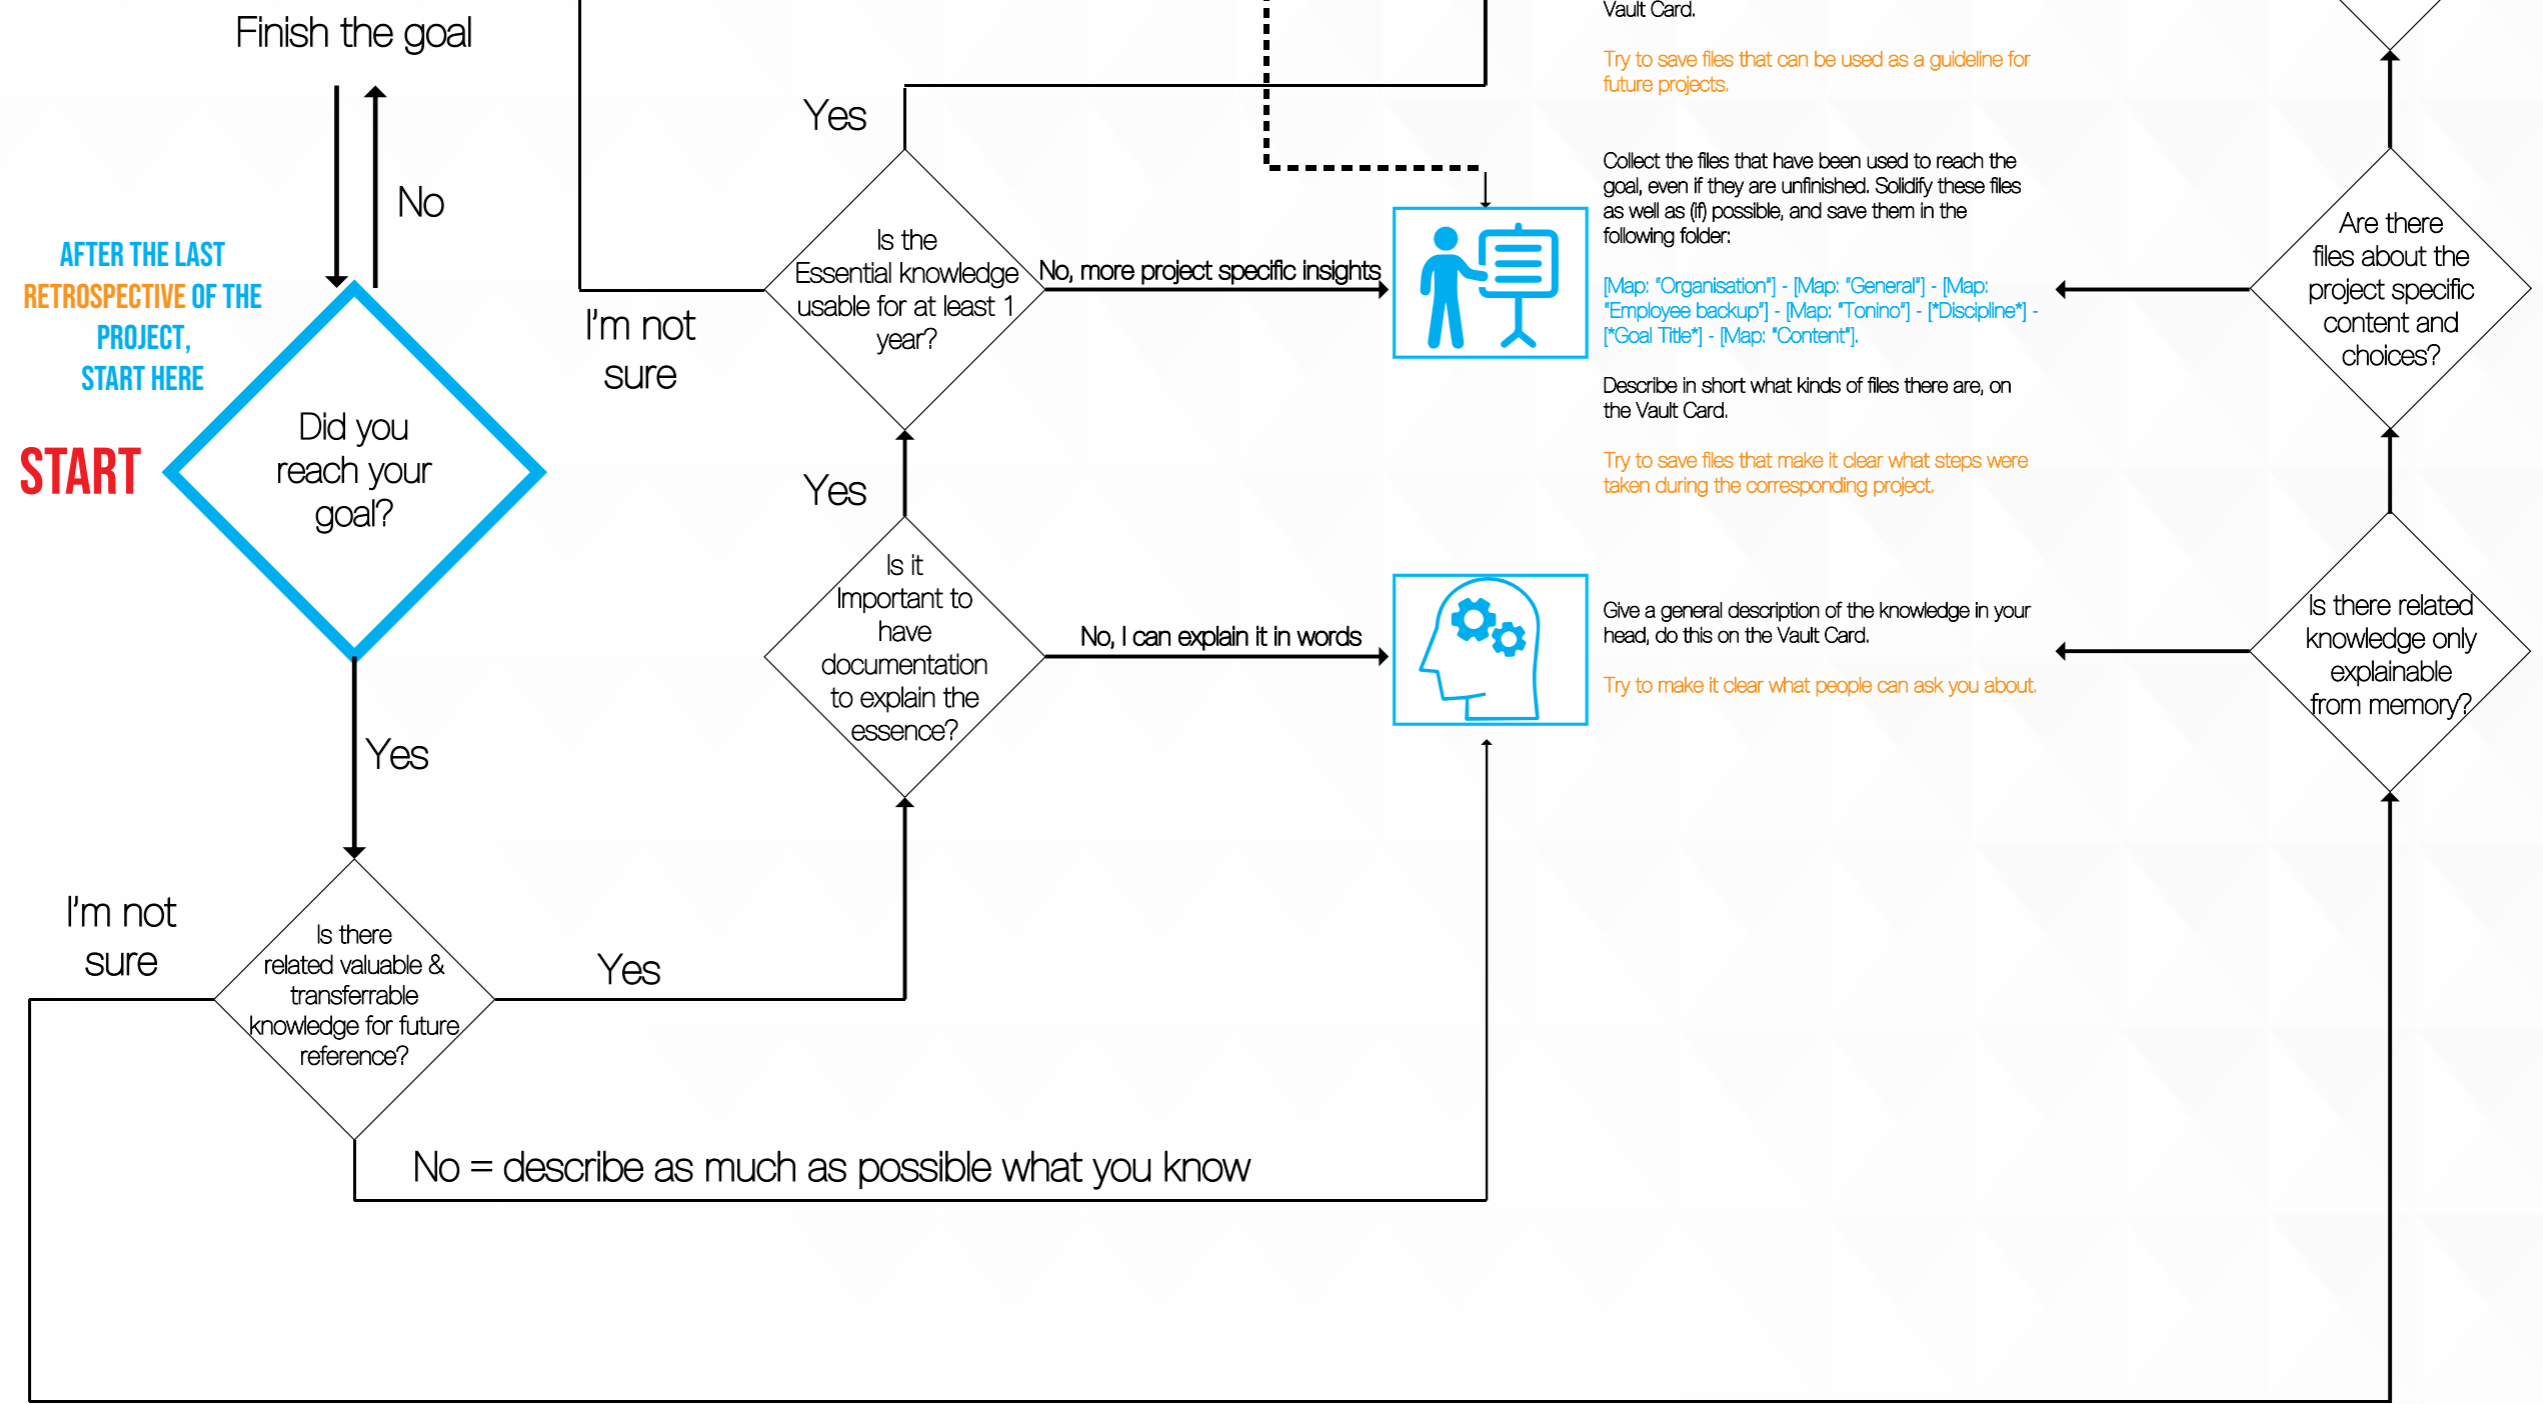 Finish the goal
No
AFTER THE LAST
RETROSPECTIVE OF THE
PROJECT,
START HERE
START
Did you
reach your
goal?
Yes
I'm not
sure
Is there
related valuable &
transferrable
knowledge for future
reference?
Yes
No = describe as much as possible what you know
Yes
I'm not
sure
Is the
Essential knowledge
usable for at least 1
year?
No, more project specific insights
Yes
Is it
Important to
have
documentation
to explain the
essence?
No, I can explain it in words
Vault Card.
Try to save files that can be used as a guideline for
future projects.
Collect the files that have been used to reach the
goal, even if they are unfinished. Solidify these files
as well as (if) possible, and save them in the
following folder:
[Map: "Organisation"] - [Map: "General"] - [Map:
"Employee backup"] - [Map: "Tonino"] - [*Discipline*] -
[*Goal Title*] - [Map: "Content"].
Describe in short what kinds of files there are, on
the Vault Card.
Try to save files that make it clear what steps were
taken during the corresponding project.
Give a general description of the knowledge in your
head, do this on the Vault Card.
Try to make it clear what people can ask you about.
Are there
files about the
project specific
content and
choices?
Is there related
knowledge only
explainable
from memory?